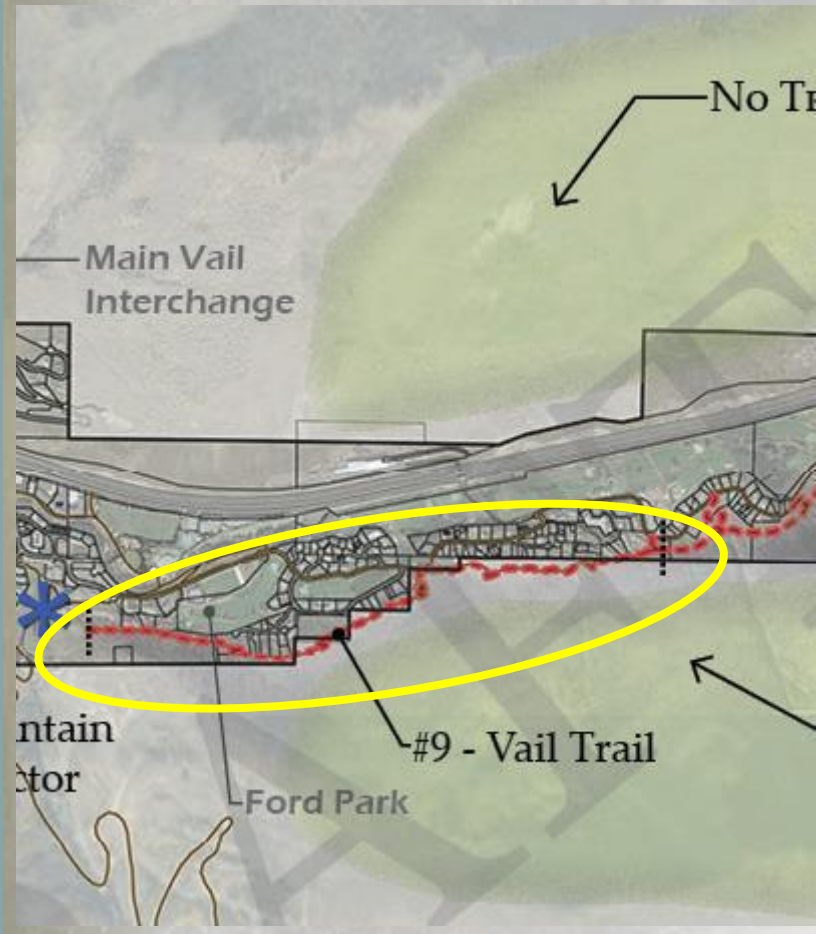 No Tr
Main Vail
Interchange
#9 - Vail Trail
ntain
ctor
Ford Park